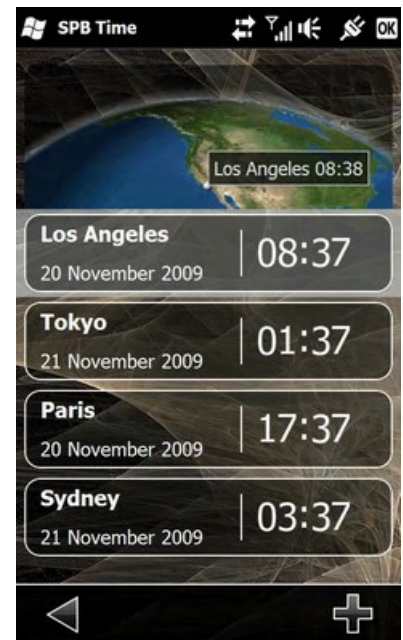 SPB Time
OK
Los Angeles 08:38
Los Angeles
20 November 2009
08:37
Tokyo
21 November 2009
01:37
Paris
20 November 2009
17:37
Sydney
21 November 2009
03:37